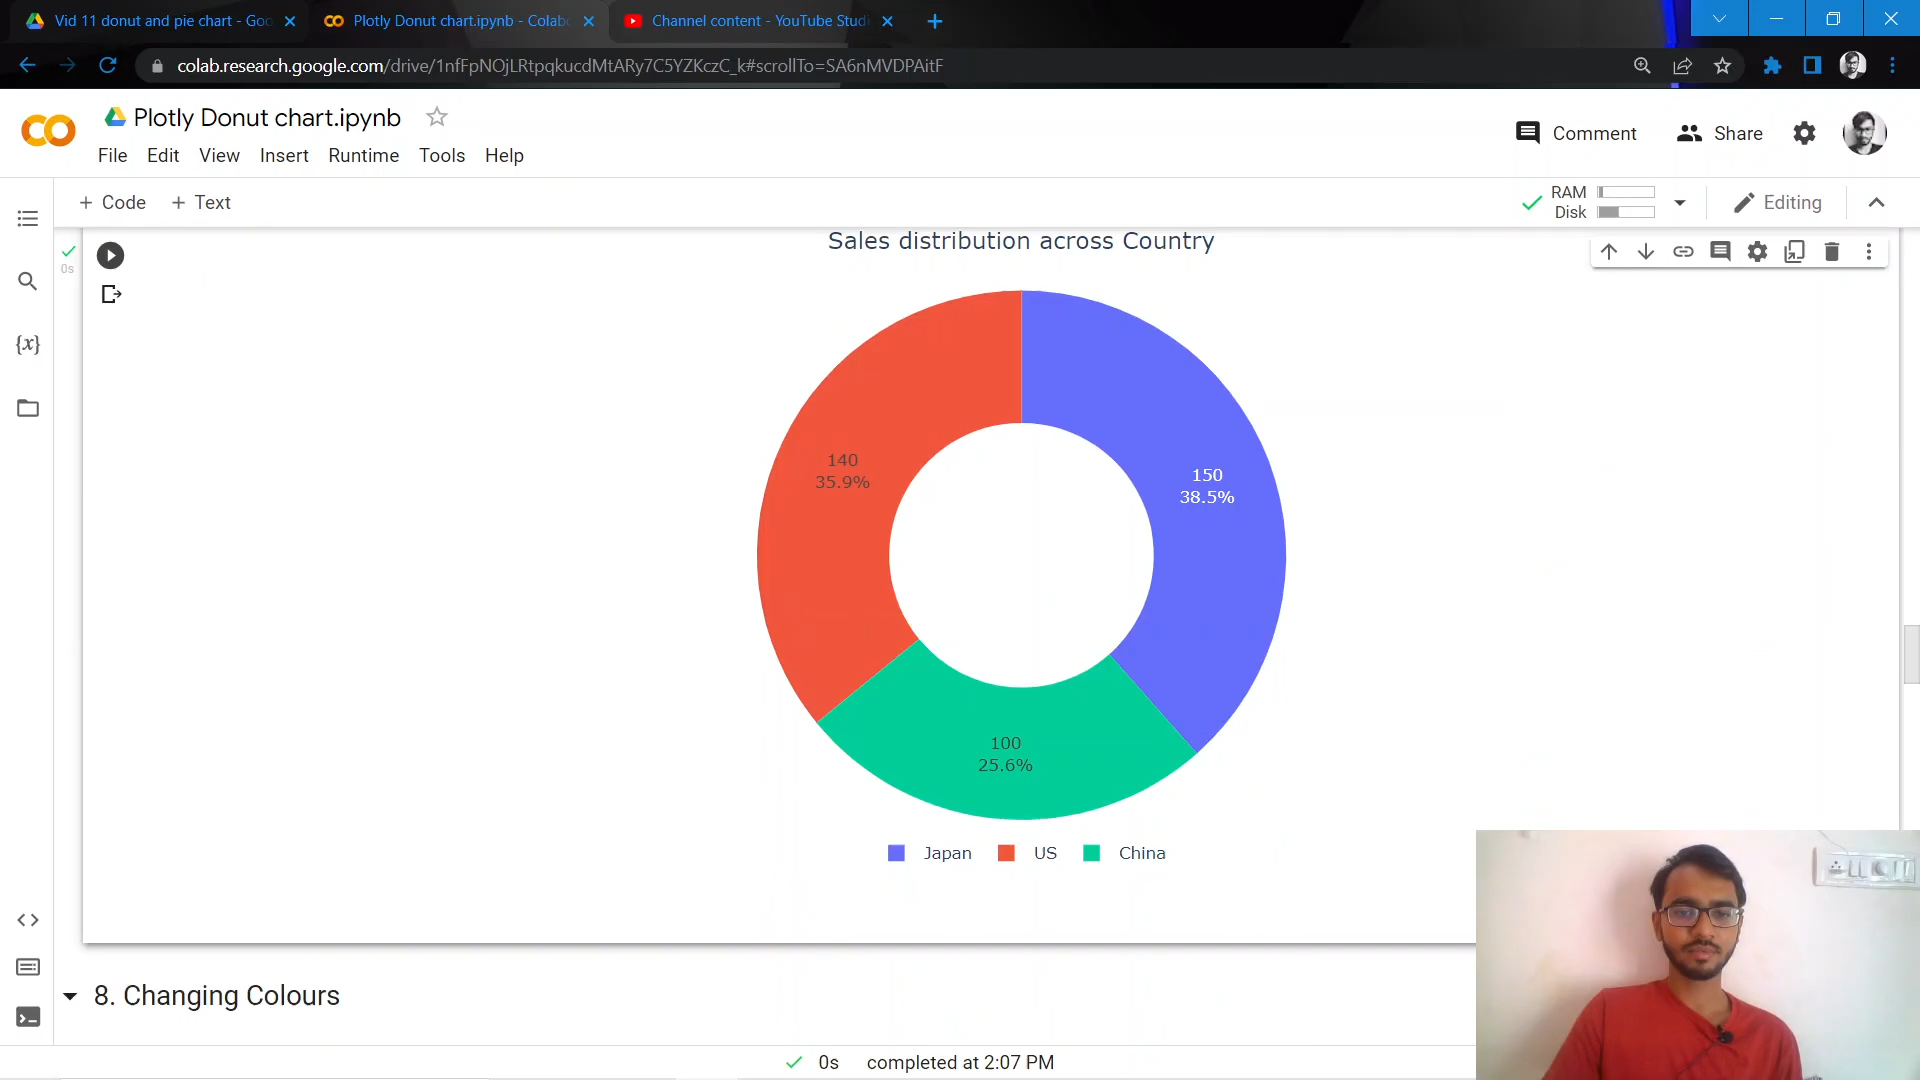 Vid 11 donut and pie chart - Goo
Plotly Donut chart.ipynb - Colab
Channel content - YouTube Studi
colab.research.google.com/drive/1nfFpNOjLRtpqkucdMtARy7C5YZKczC_k#scrollTo=SA6nMVDPAitF
Plotly Donut chart.ipynb
Comment
Share
File Edit View Insert Runtime Tools Help
+ Code + Text
RAM
Disk
Editing
0s
Sales distribution across Country
{x}
140
35.9%
150
38.5%
100
25.6%
Japan US China
8. Changing Colours
0s completed at 2:07 PM